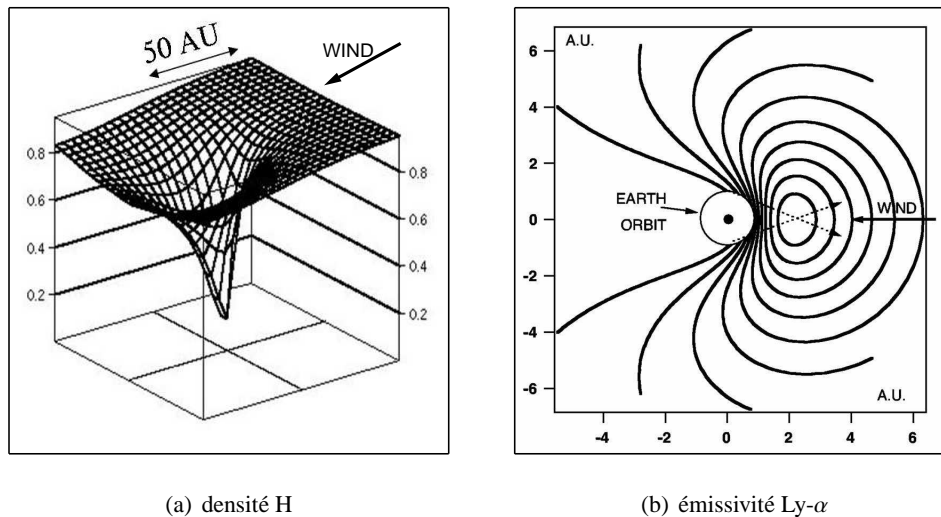 50 AU
WIND
0.8
0.6
0.4
0.2
0.8
0.6
0.4
0.2
(a) densité H
A.U.
6
4
2
0
-2
-4
-6
EARTH
ORBIT
WIND
A.U.
-4 -2 0 2 4 6
(b) émissivité Ly-α